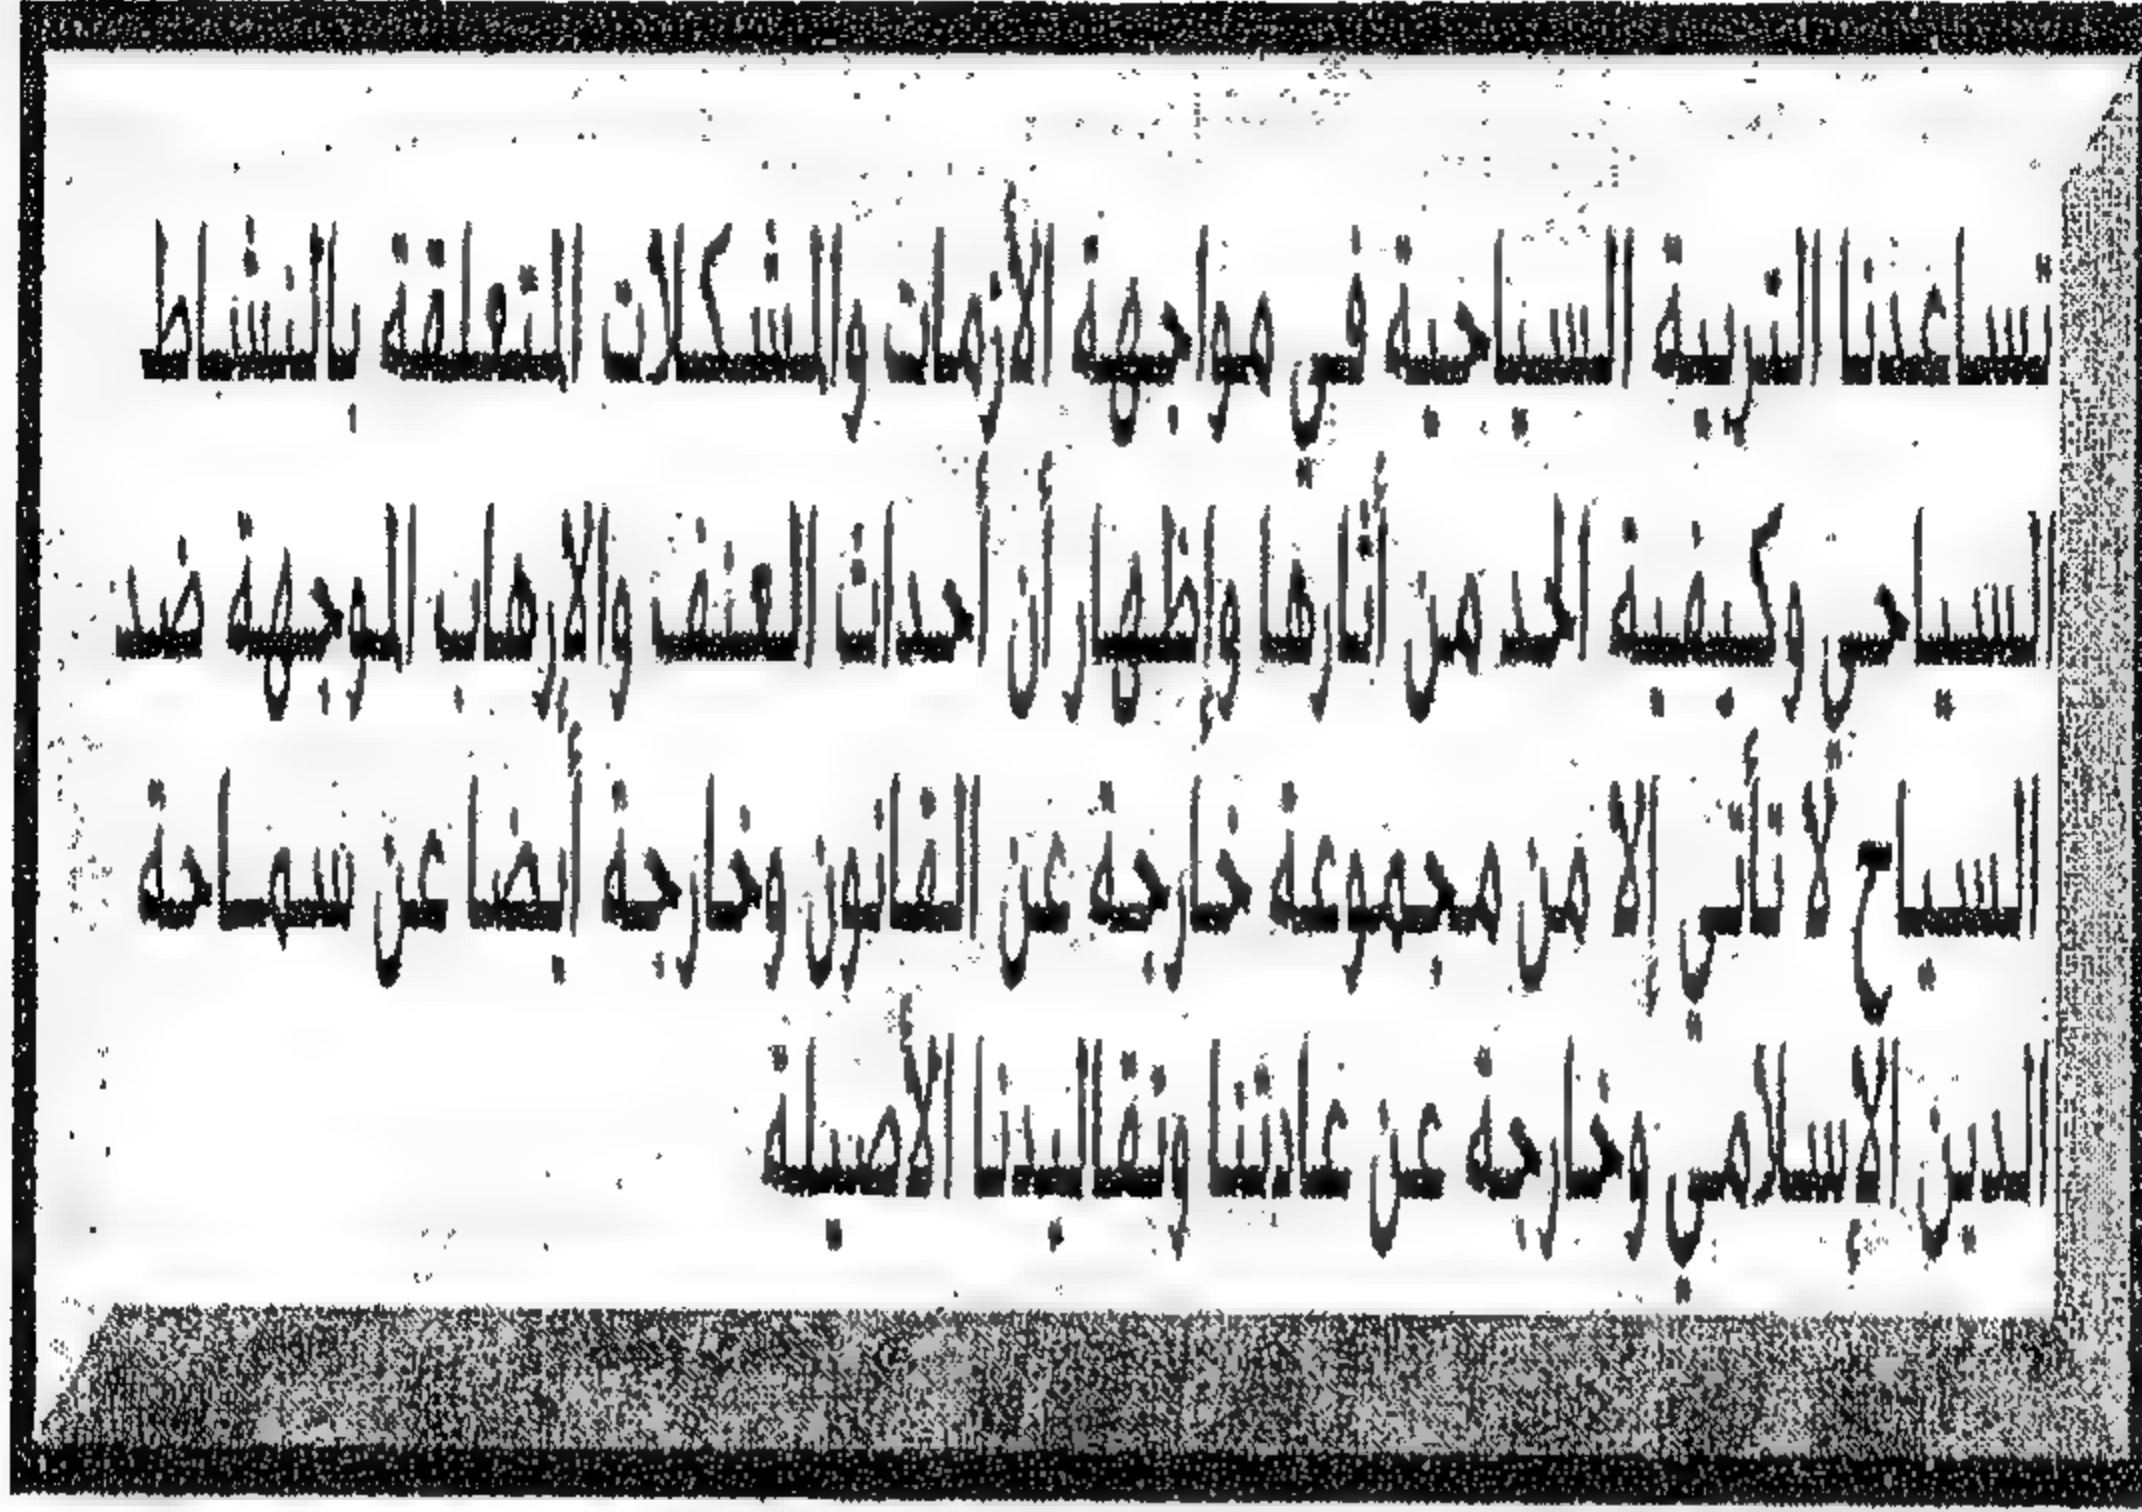 تساعدنا التربية السياحية في مواجهة الأزمات والمشكلات المتعلقة بالنشاط
السياحي وكيفية الحد من أثارها وإظهار أن أحداث العنف والإرهاب الموجهة ضد
السياح لا تأتي إلا من مجموعة خارجة عن القانون وخارجة أيضا عن سماحة
الدين الإسلامي وخارجة عن عاداتنا وتقاليدنا الأصيلة